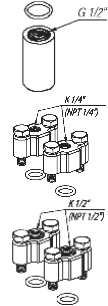 G 1/2"
K 1/4"
(NPT 1/4")
K 1/2"
(NPT 1/2")